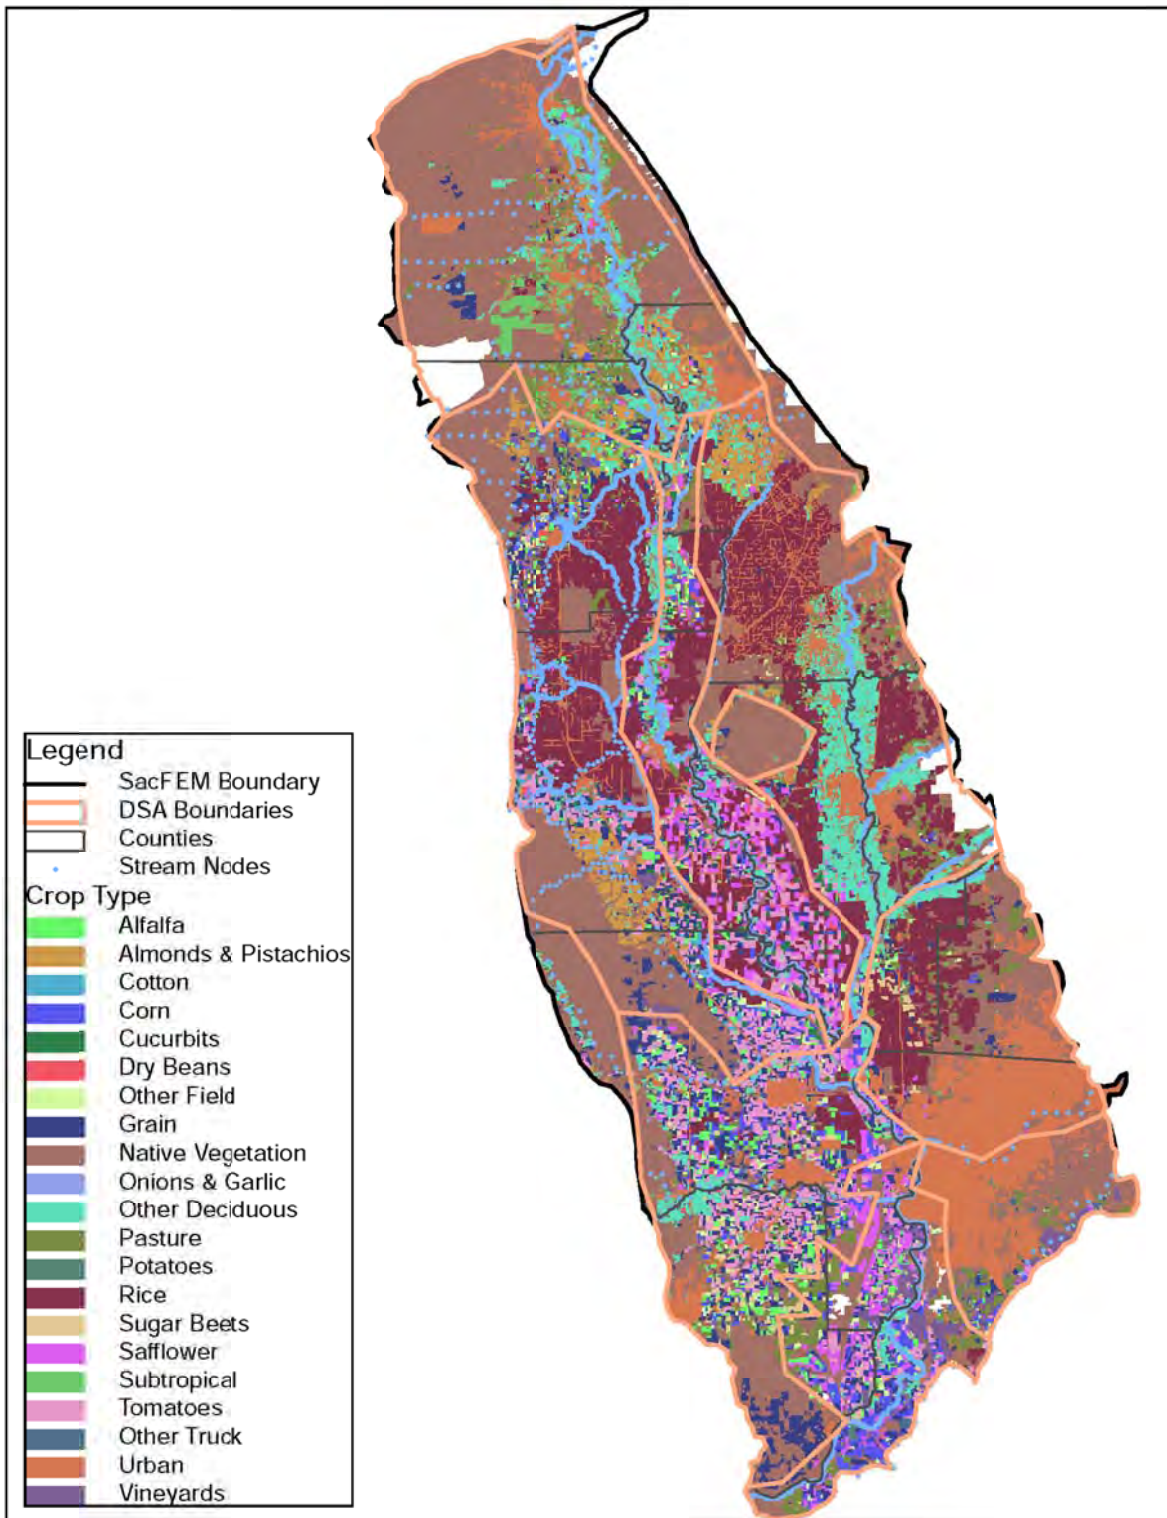 Legend
SacFEM Boundary
DSA Boundaries
Counties
Stream Nodes
Crop Type
Alfalfa
Almonds & Pistachios
Cotton
Corn
Cucurbits
Dry Beans
Other Field
Grain
Native Vegetation
Onions & Garlic
Other Deciduous
Pasture
Potatoes
Rice
Sugar Beets
Safflower
Subtropical
Tomatoes
Other Truck
Urban
Vineyards